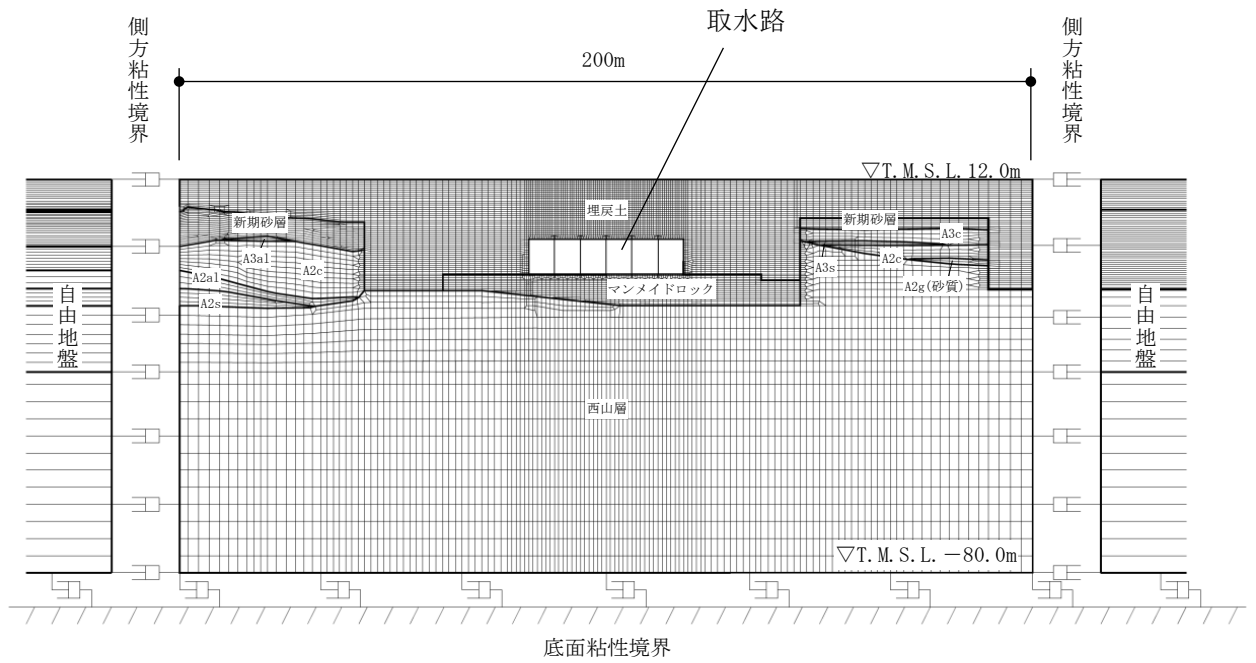 取水路
側方粘性境界
200m
側方粘性境界
▽T.M.S.L.12.0m
埋戻土
新期砂層
新期砂層
A3c
A3a1
A2c
A3s
A2c
A2a1
A2g(砂質)
マンメイドロック
A2s
自由地盤
自由地盤
西山層
▽T.M.S.L.－80.0m
底面粘性境界